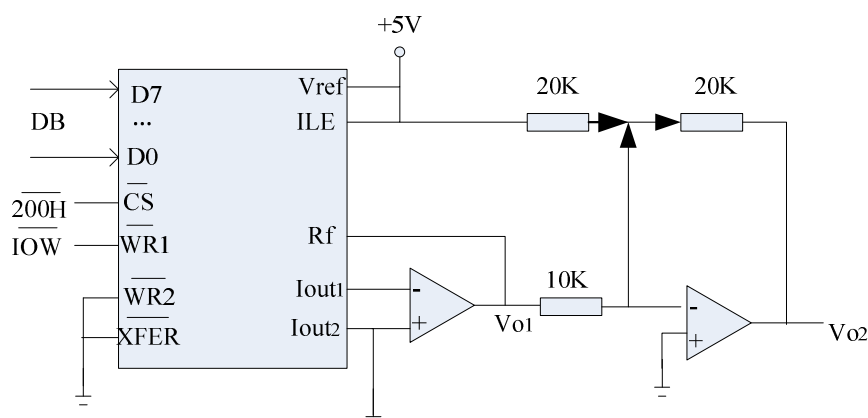 +5V
D7
Vref
20K
20K
DB
...
ILE
D0
200H
CS
IOW
WR1
Rf
WR2
Iout1
-
10K
XFER
Iout2
+
Vo1
-
+
Vo2